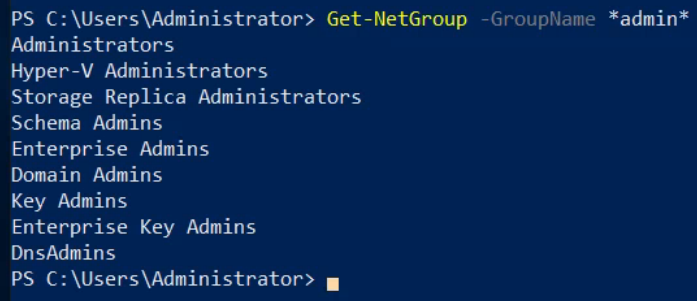 PS C:\Users\Administrator> Get-NetGroup -GroupName *admin*
Administrators
Hyper-V Administrators
Storage Replica Administrators
Schema Admins
Enterprise Admins
Domain Admins
Key Admins
Enterprise Key Admins
DnsAdmins
PS C:\Users\Administrator>